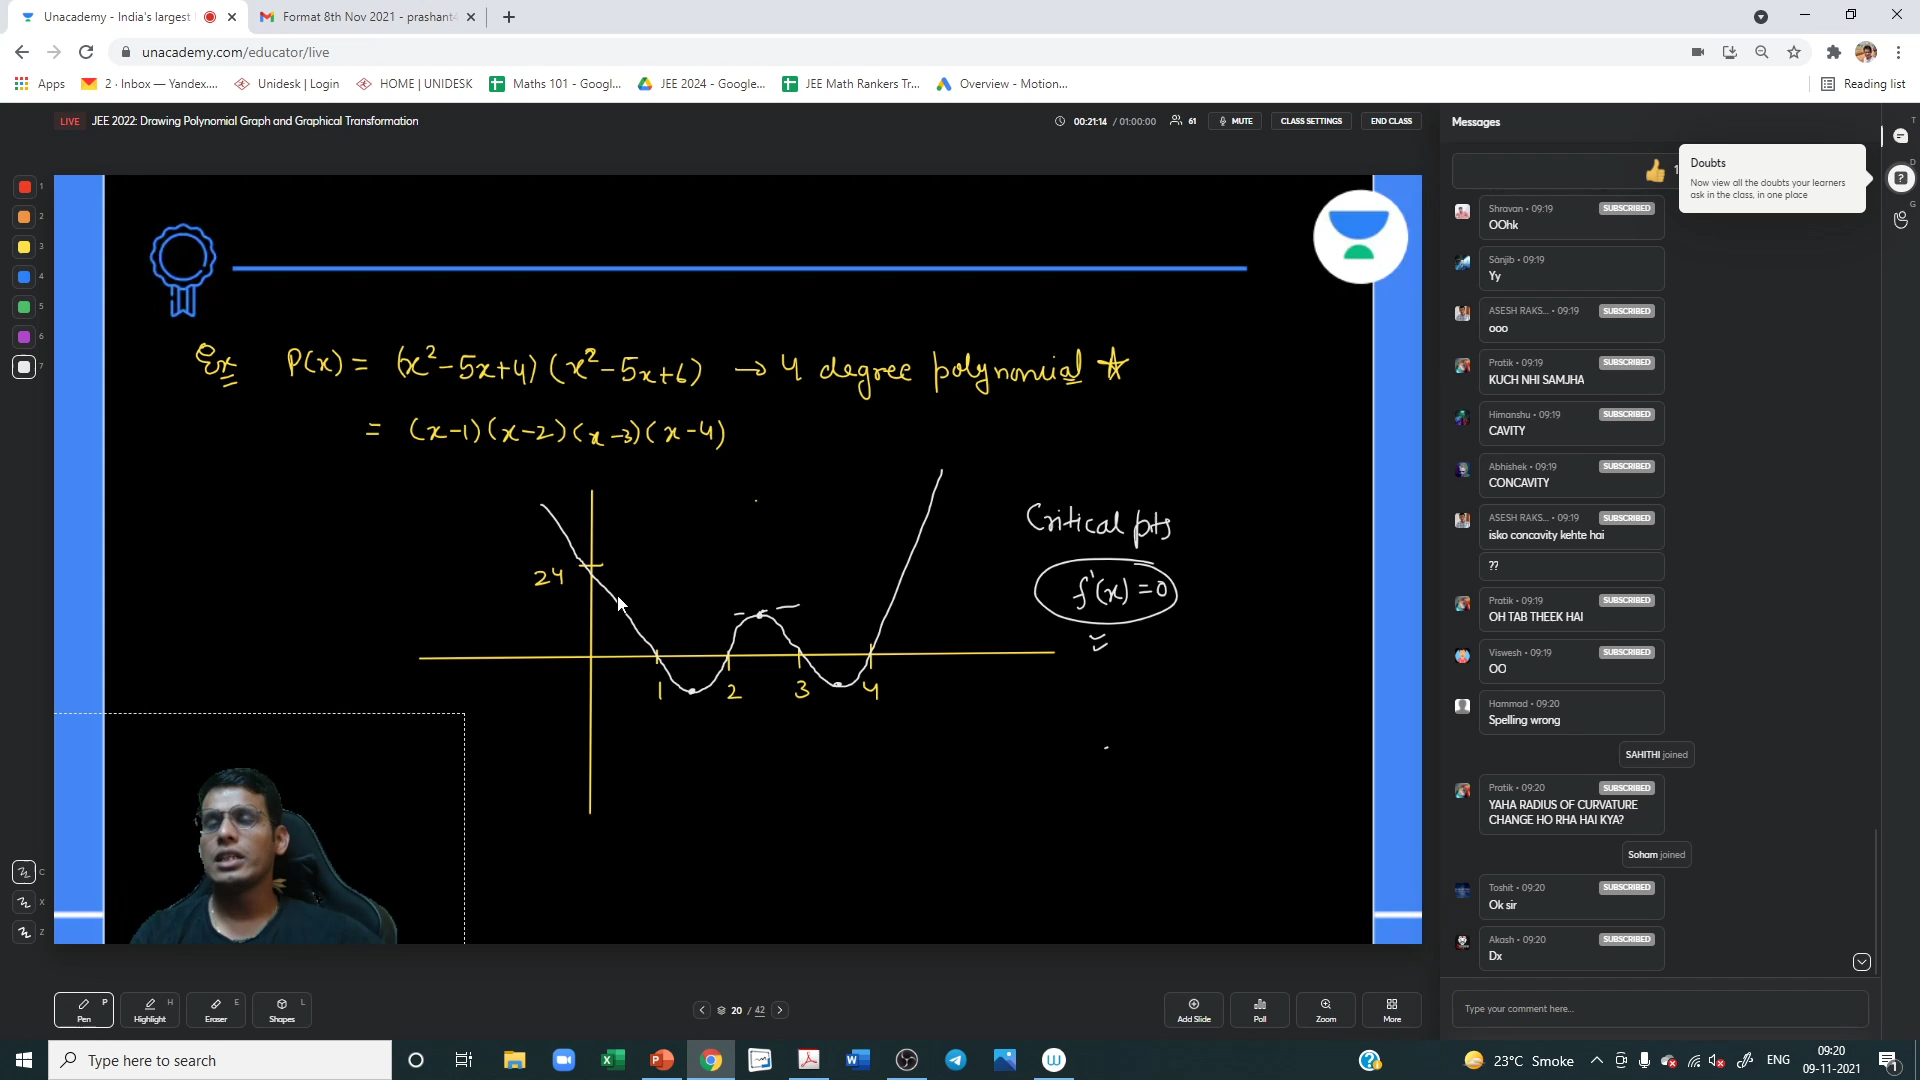 Unacademy - India's largest
Format 8th Nov 2021 - prashant4
unacademy.com/educator/live
Apps
2 · Inbox — Yandex....
Unidesk | Login
HOME | UNIDESK
Maths 101 - Googl...
JEE 2024 - Google...
JEE Math Rankers Tr...
Overview - Motion...
Reading list
LIVE JEE 2022: Drawing Polynomial Graph and Graphical Transformation
00:21:14 / 01:00:00 61 MUTE CLASS SETTINGS END CLASS
1
2
3
4
5
6
7
Ex P(x) = (x²-5x+4)(x²-5x+6) → 4 degree polynomial ☆
= (x-1)(x-2)(x-3)(x-4)
24
1 2 3 4
Critical pts
f'(x) = 0
C
X
Z
Pen P
Highlight H
Eraser E
Shapes L
20 / 42
Add Slide
Poll
Zoom
More
Messages
Doubts
Now view all the doubts your learners
ask in the class, in one place
T
D
G
Shravan • 09:19 SUBSCRIBED
OOhk
Sànjib • 09:19
Yy
ASESH RAKS... • 09:19 SUBSCRIBED
ooo
Pratik • 09:19 SUBSCRIBED
KUCH NHI SAMJHA
Himanshu • 09:19 SUBSCRIBED
CAVITY
Abhishek • 09:19 SUBSCRIBED
CONCAVITY
ASESH RAKS... • 09:19 SUBSCRIBED
isko concavity kehte hai
??
Pratik • 09:19 SUBSCRIBED
OH TAB THEEK HAI
Viswesh • 09:19 SUBSCRIBED
OO
Hammad • 09:20
Spelling wrong
SAHITHI joined
Pratik • 09:20 SUBSCRIBED
YAHA RADIUS OF CURVATURE
CHANGE HO RHA HAI KYA?
Soham joined
Toshit • 09:20 SUBSCRIBED
Ok sir
Akash • 09:20 SUBSCRIBED
Dx
Type your comment here...
Type here to search
23°C Smoke
ENG
09:20
09-11-2021
1